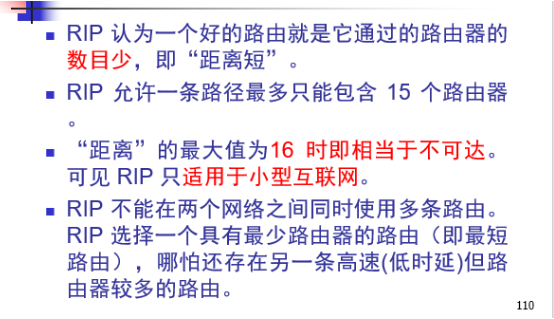 RIP 认为一个好的路由就是它通过的路由器的
数目少，即“距离短”。
RIP 允许一条路径最多只能包含 15 个路由器
。
“距离”的最大值为16 时即相当于不可达。
可见 RIP 只适用于小型互联网。
RIP 不能在两个网络之间同时使用多条路由。
RIP 选择一个具有最少路由器的路由（即最短
路由），哪怕还存在另一条高速(低时延)但路
由器较多的路由。
110